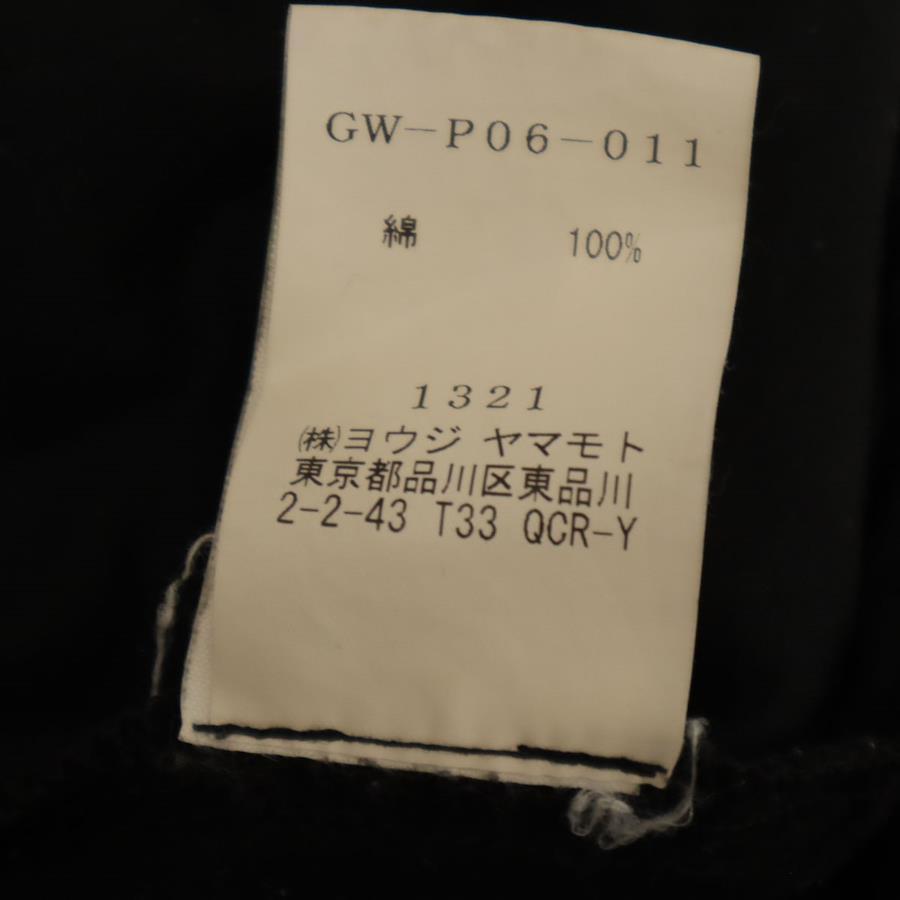 GW-P06-011
綿 100%
1321
㈱ヨウジ ヤマモト
東京都品川区東品川
2-2-43 T33 QCR-Y